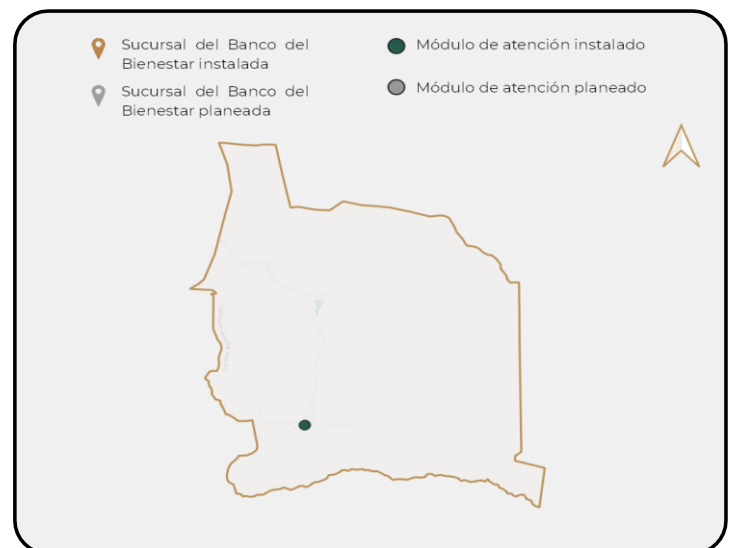 Sucursal del Banco del
Bienestar instalada
Sucursal del Banco del
Bienestar planeada
Módulo de atención instalado
Módulo de atención planeado